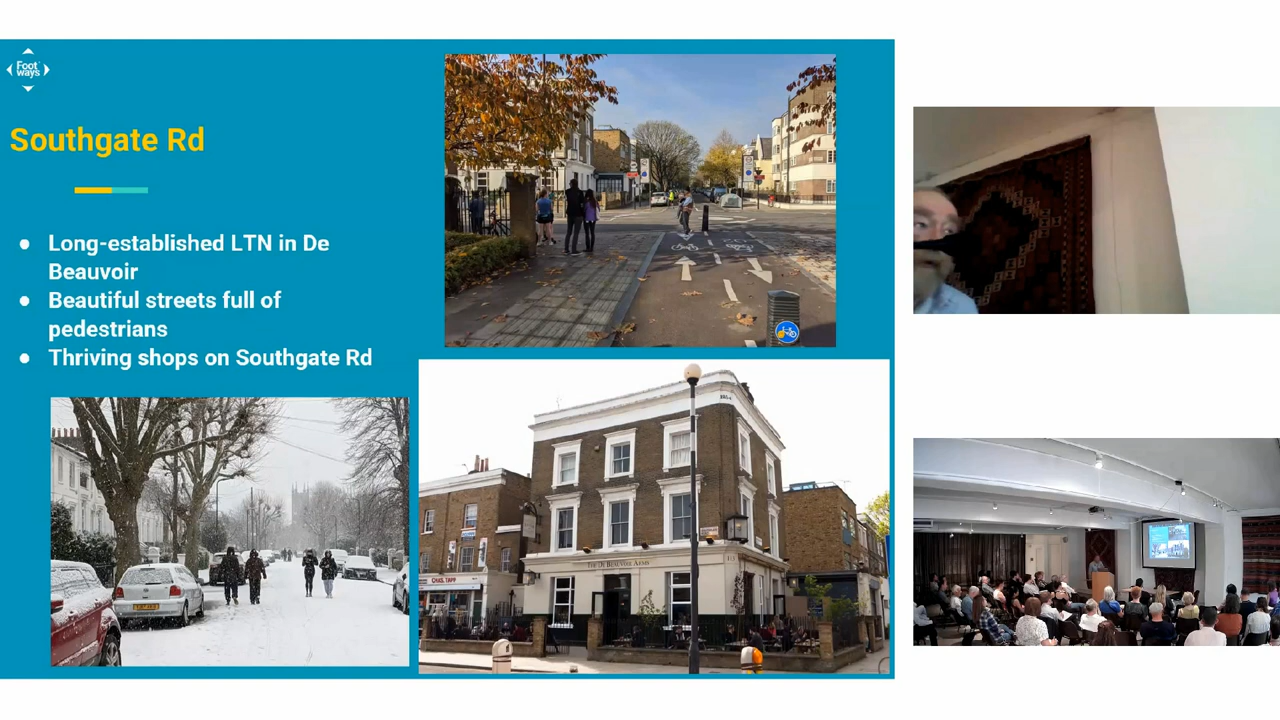 Foot
ways
Southgate Rd
Long-established LTN in De
Beauvoir
Beautiful streets full of
pedestrians
Thriving shops on Southgate Rd
The De Beauvoir Arms
113